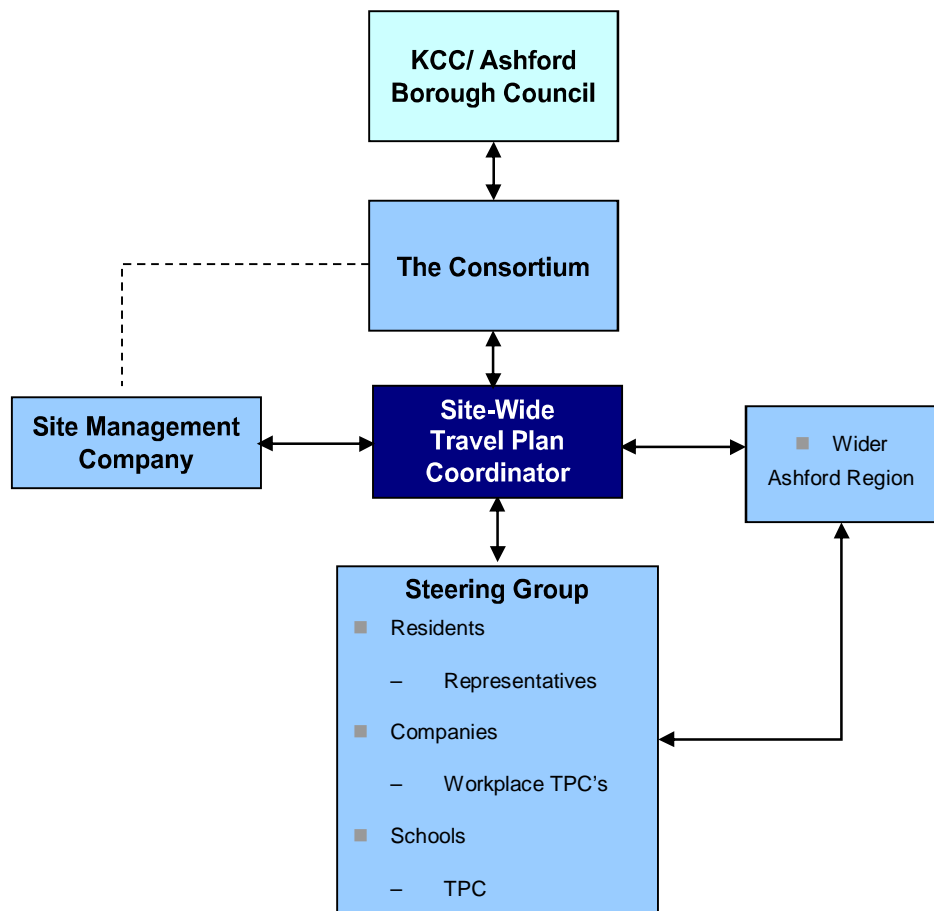 KCC/ Ashford
Borough Council
The Consortium
Site Management
Company
Site-Wide
Travel Plan
Coordinator
Wider
Ashford Region
Steering Group
Residents
– Representatives
Companies
– Workplace TPC's
Schools
– TPC